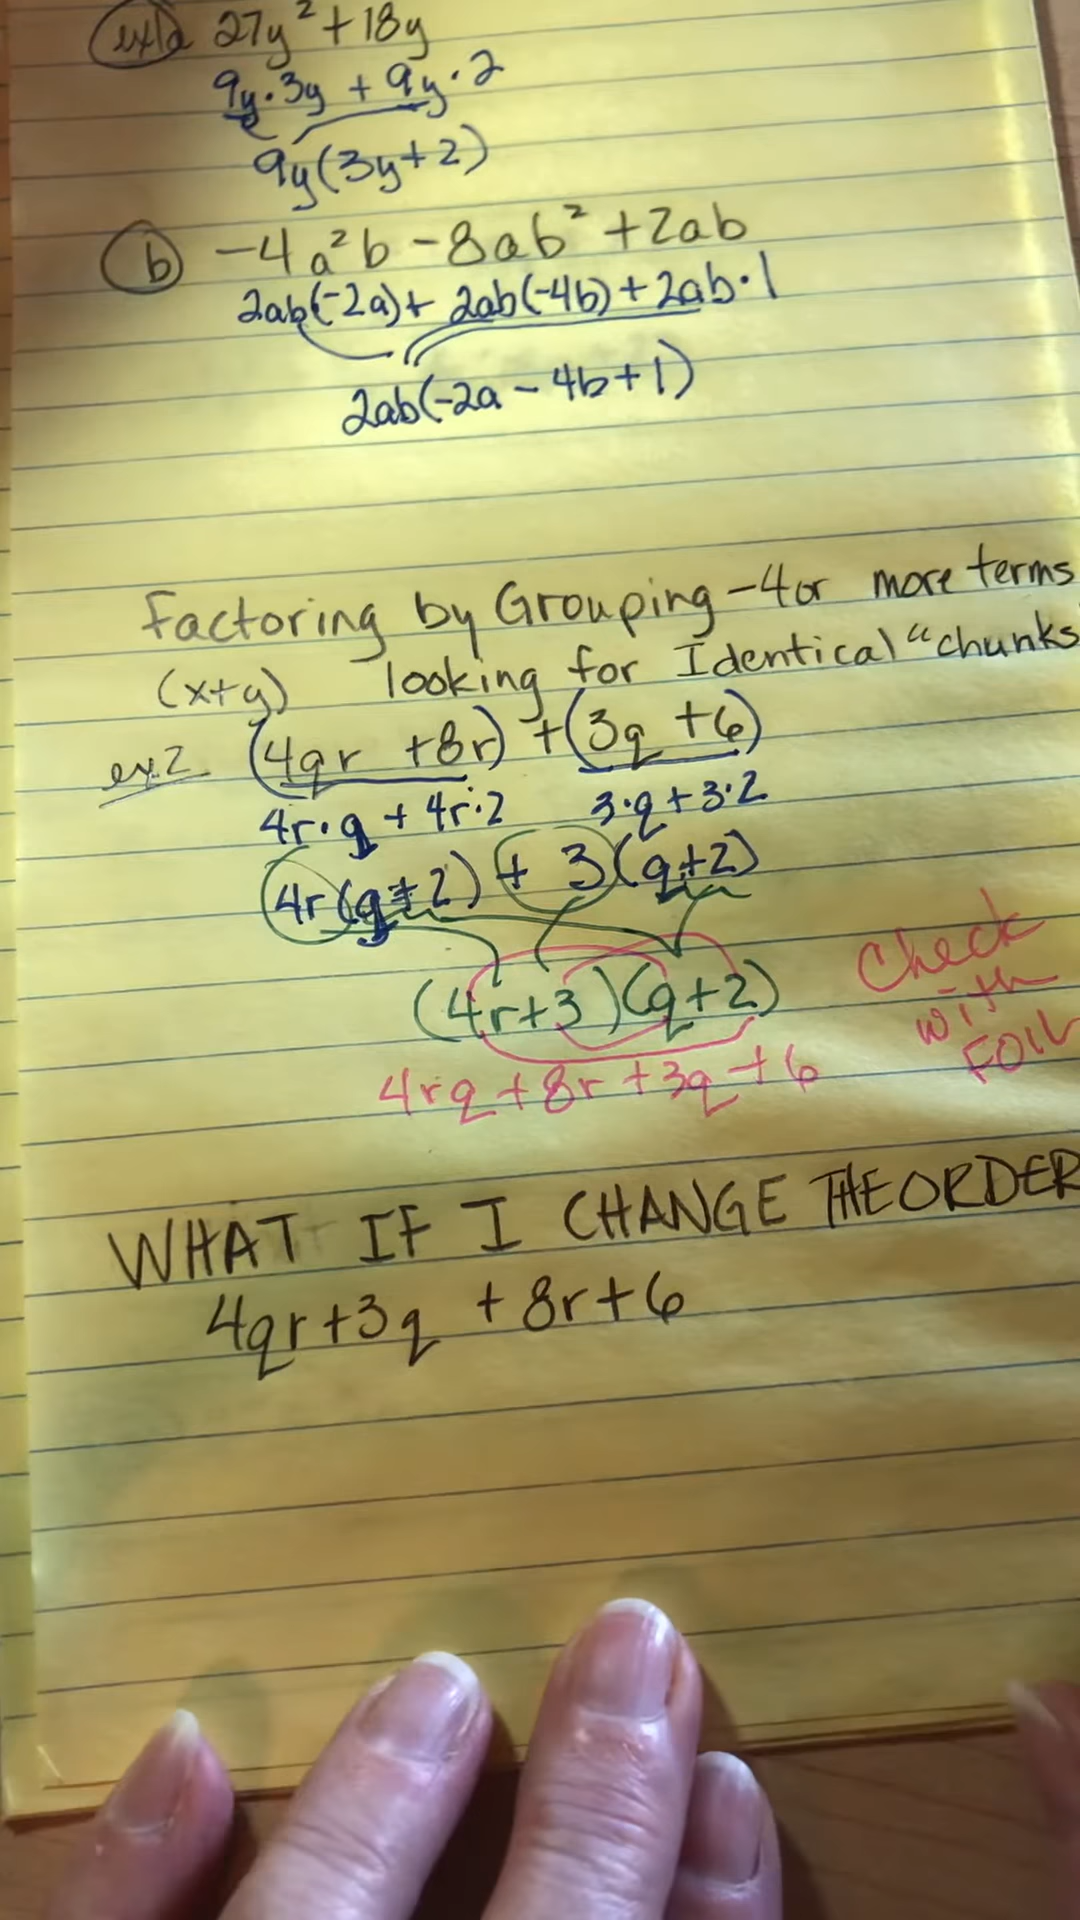 ex1a 27y² + 18y
9y·3y + 9y·2
9y(3y+2)
b) -4a²b - 8ab² + 2ab
2ab(-2a) + 2ab(-4b) + 2ab·1
2ab(-2a - 4b + 1)
Factoring by Grouping - 4 or more terms
(x+y) looking for Identical “chunks
ex 2 (4qr + 8r) + (3q + 6)
4r·q + 4r·2 3·q + 3·2
4r(q+2) + 3(q+2)
(4r+3)(q+2)
Check
with
FOIL
4rq + 8r + 3q + 6
WHAT IF I CHANGE THE ORDER
4qr + 3q + 8r + 6